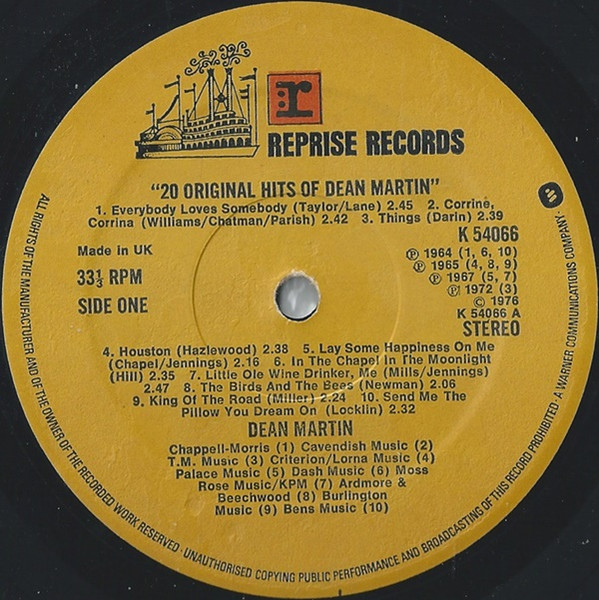 r
REPRISE RECORDS
"20 ORIGINAL HITS OF DEAN MARTIN"
1. Everybody Loves Somebody (Taylor/Lane) 2.45 2. Corrine,
Corrina (Williams/Chatman/Parish) 2.42 3. Things (Darin) 2.39
Made in UK
33⅓ RPM
SIDE ONE
K 54066
Ⓟ 1964 (1, 6, 10)
Ⓟ 1965 (4, 8, 9)
Ⓟ 1967 (5, 7)
Ⓟ 1972 (3)
© 1976
K 54066 A
STEREO
4. Houston (Hazlewood) 2.38 5. Lay Some Happiness On Me
(Chapel/Jennings) 2.16 6. In The Chapel In The Moonlight
(Hill) 2.35 7. Little Ole Wine Drinker, Me (Mills/Jennings)
2.47 8. The Birds And The Bees (Newman) 2.06
9. King Of The Road (Miller) 2.24 10. Send Me The
Pillow You Dream On (Locklin) 2.32
DEAN MARTIN
Chappell-Morris (1) Cavendish Music (2)
T.M. Music (3) Criterion/Lorna Music (4)
Palace Music (5) Dash Music (6) Moss
Rose Music/KPM (7) Ardmore &
Beechwood (8) Burlington
Music (9) Bens Music (10)
ALL RIGHTS OF THE MANUFACTURER AND OF THE OWNER OF THE RECORDED WORK RESERVED · UNAUTHORISED COPYING PUBLIC PERFORMANCE AND BROADCASTING OF THIS RECORD PROHIBITED · A WARNER COMMUNICATIONS COMPANY ·